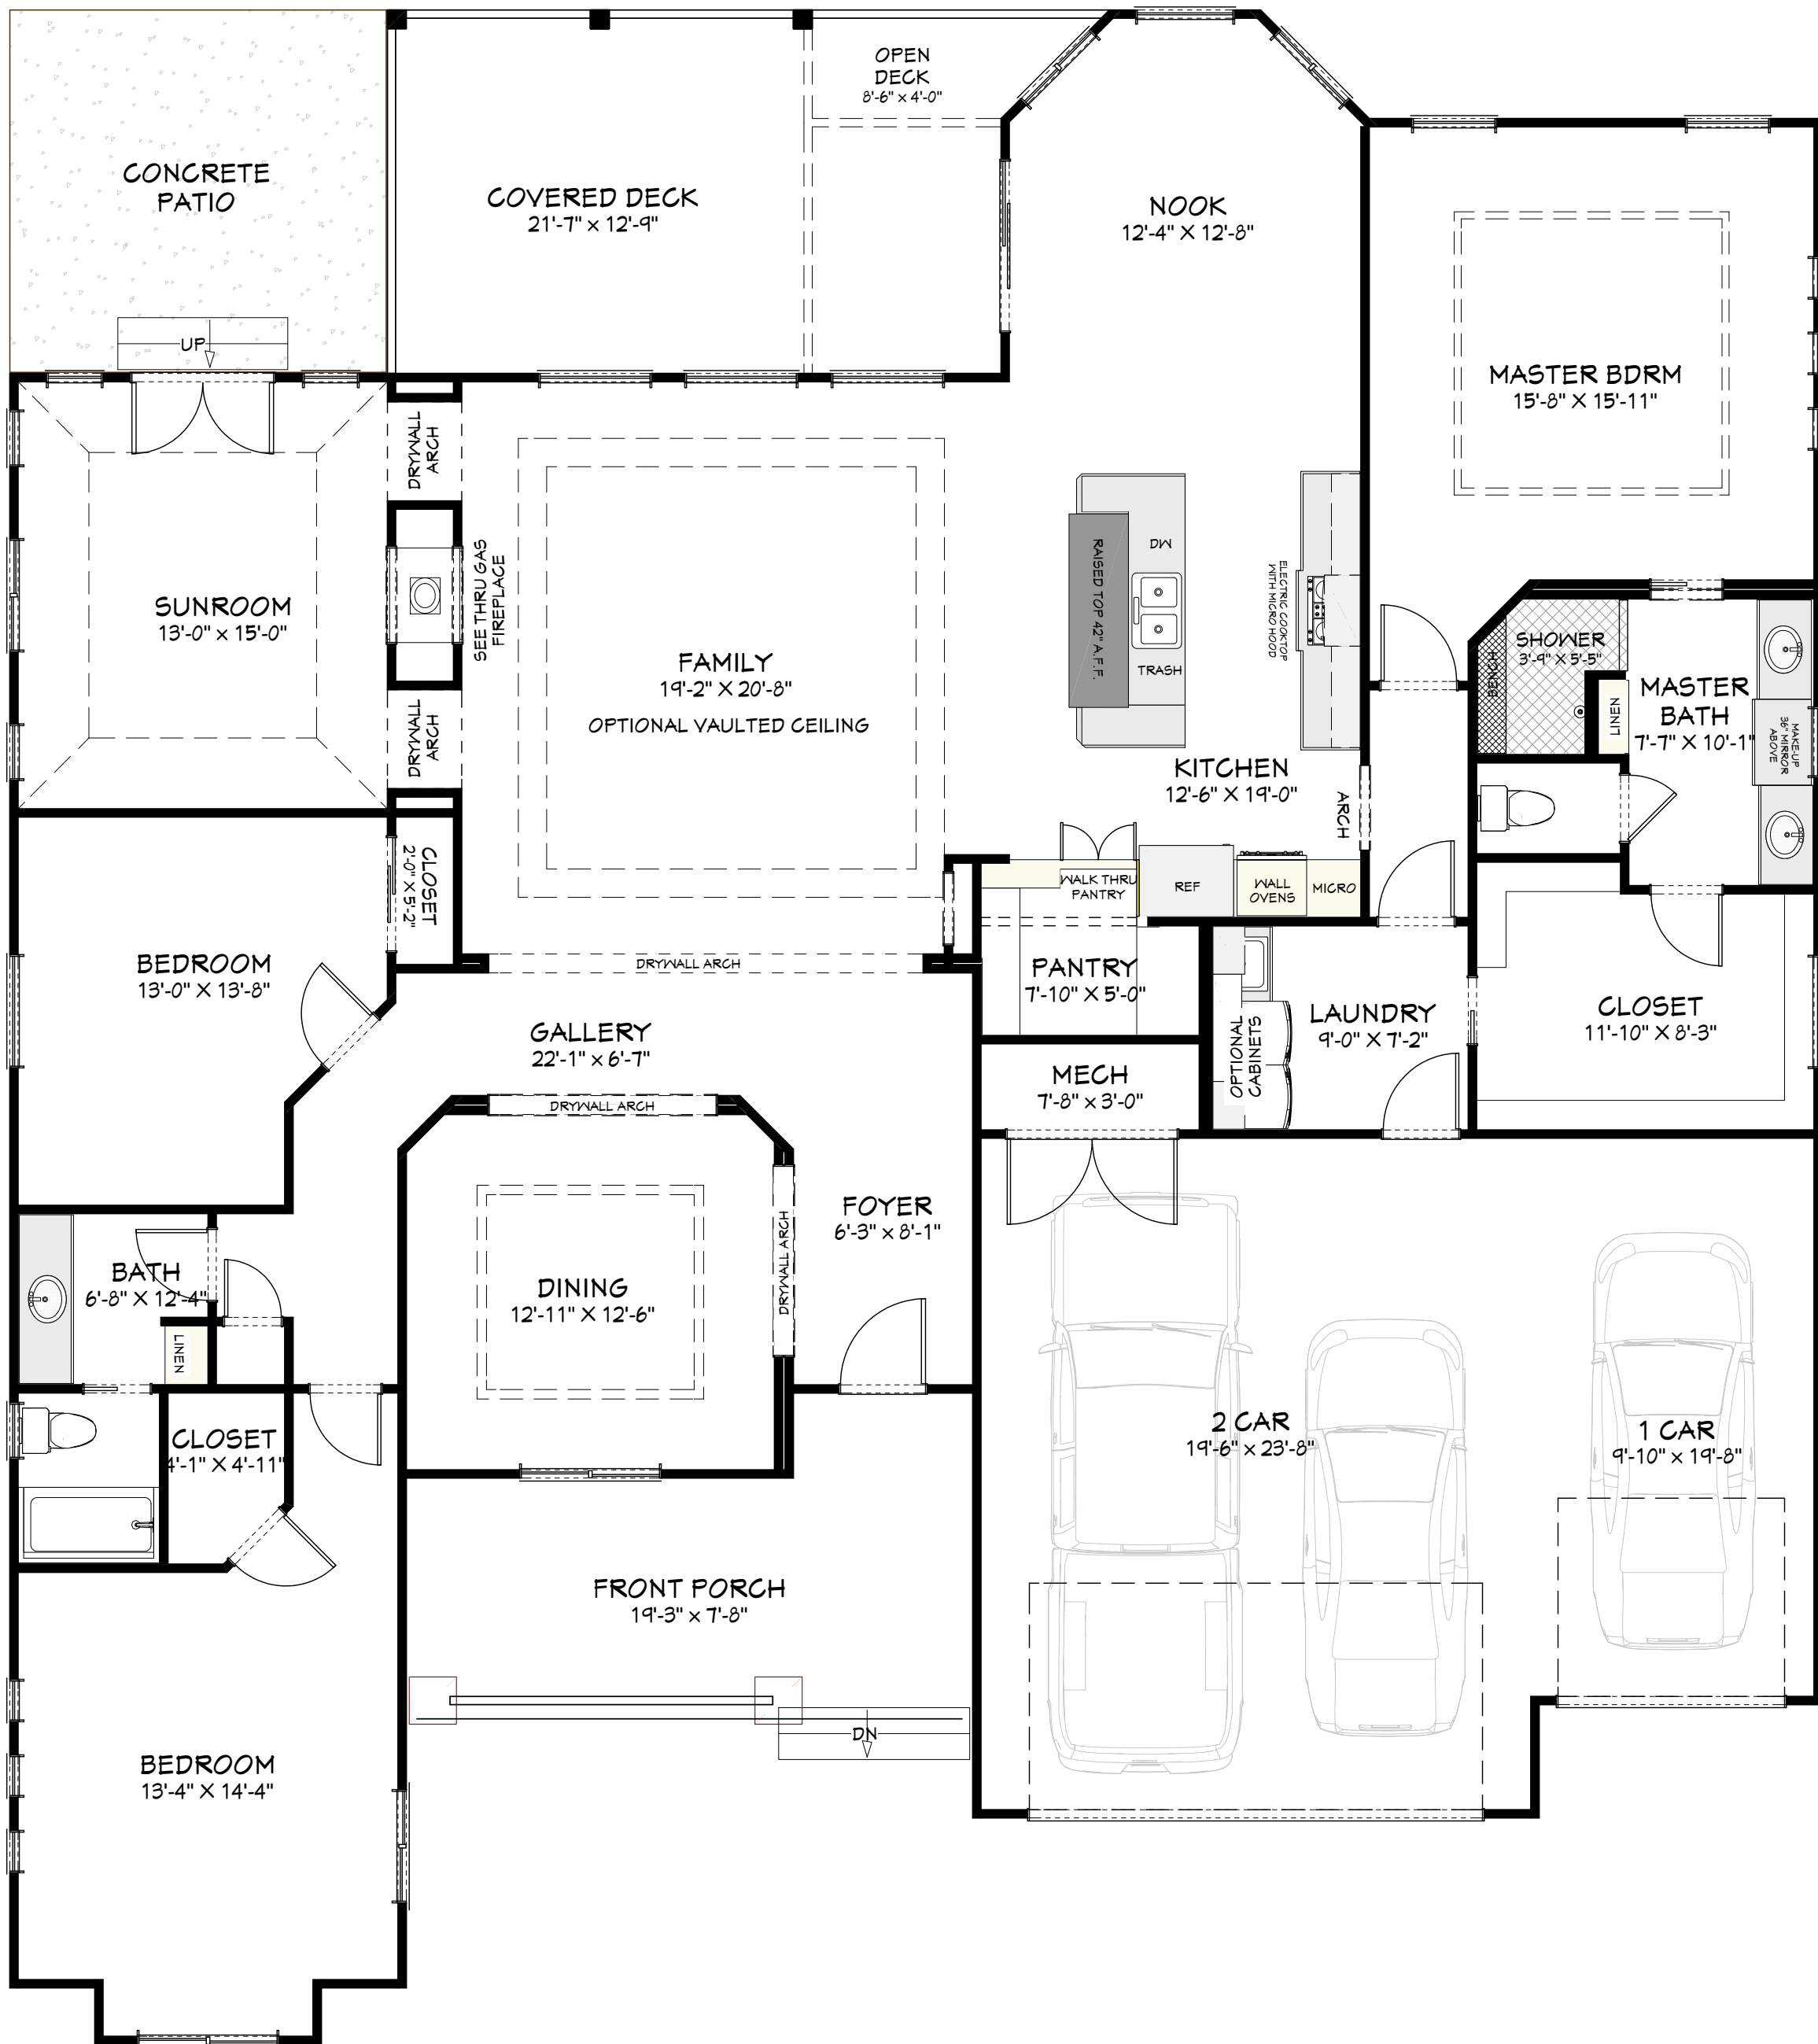 OPEN
DECK
8'-6" x 4'-0"
CONCRETE
PATIO
COVERED DECK
21'-7" x 12'-9"
NOOK
12'-4" X 12'-8"
UP
MASTER BDRM
15'-8" X 15'-11"
DRYWALL
ARCH
SEE THRU GAS
FIREPLACE
SUNROOM
13'-0" x 15'-0"
FAMILY
19'-2" X 20'-8"
OPTIONAL VAULTED CEILING
RAISED TOP 42" A.F.F.
DW
TRASH
ELECTRIC COOKTOP
WITH MICRO HOOD
SHOWER
3'-9" X 5'-5"
BENCH
LINEN
MASTER
BATH
7'-7" X 10'-1"
MAKE-UP
36" MIRROR
ABOVE
DRYWALL
ARCH
KITCHEN
12'-6" X 19'-0"
ARCH
CLOSET
2'-0" X 5'-2"
WALK THRU
PANTRY
REF
WALL
OVENS
MICRO
BEDROOM
13'-0" X 13'-8"
DRYWALL ARCH
PANTRY
7'-10" X 5'-0"
GALLERY
22'-1" x 6'-7"
LAUNDRY
9'-0" X 7'-2"
OPTIONAL
CABINETS
CLOSET
11'-10" X 8'-3"
MECH
7'-8" X 3'-0"
DRYWALL ARCH
FOYER
6'-3" x 8'-1"
DRYWALL ARCH
BATH
6'-8" X 12'-4"
LINEN
DINING
12'-11" X 12'-6"
CLOSET
4'-1" X 4'-11"
2 CAR
19'-6" x 23'-8"
1 CAR
9'-10" x 19'-8"
FRONT PORCH
19'-3" x 7'-8"
DN
BEDROOM
13'-4" X 14'-4"